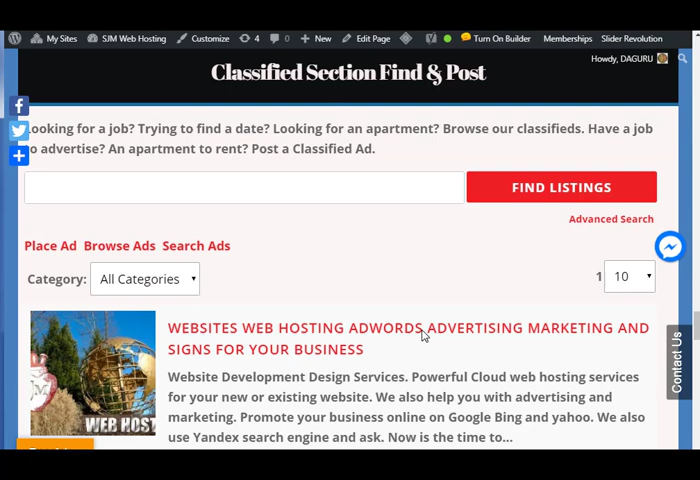 My Sites SJM Web Hosting Customize 4 0 New Edit Page Turn On Builder Memberships Slider Revolution
Howdy, DAGURU
Classified Section Find & Post
Looking for a job? Trying to find a date? Looking for an apartment? Browse our classifieds. Have a job
to advertise? An apartment to rent? Post a Classified Ad.
FIND LISTINGS
Advanced Search
Place Ad Browse Ads Search Ads
Category: All Categories 1 10
WEBSITES WEB HOSTING ADWORDS ADVERTISING MARKETING AND
SIGNS FOR YOUR BUSINESS
Website Development Design Services. Powerful Cloud web hosting services
for your new or existing website. We also help you with advertising and
marketing. Promote your business online on Google Bing and yahoo. We also
use Yandex search engine and ask. Now is the time to...
WEB HOST
Contact Us